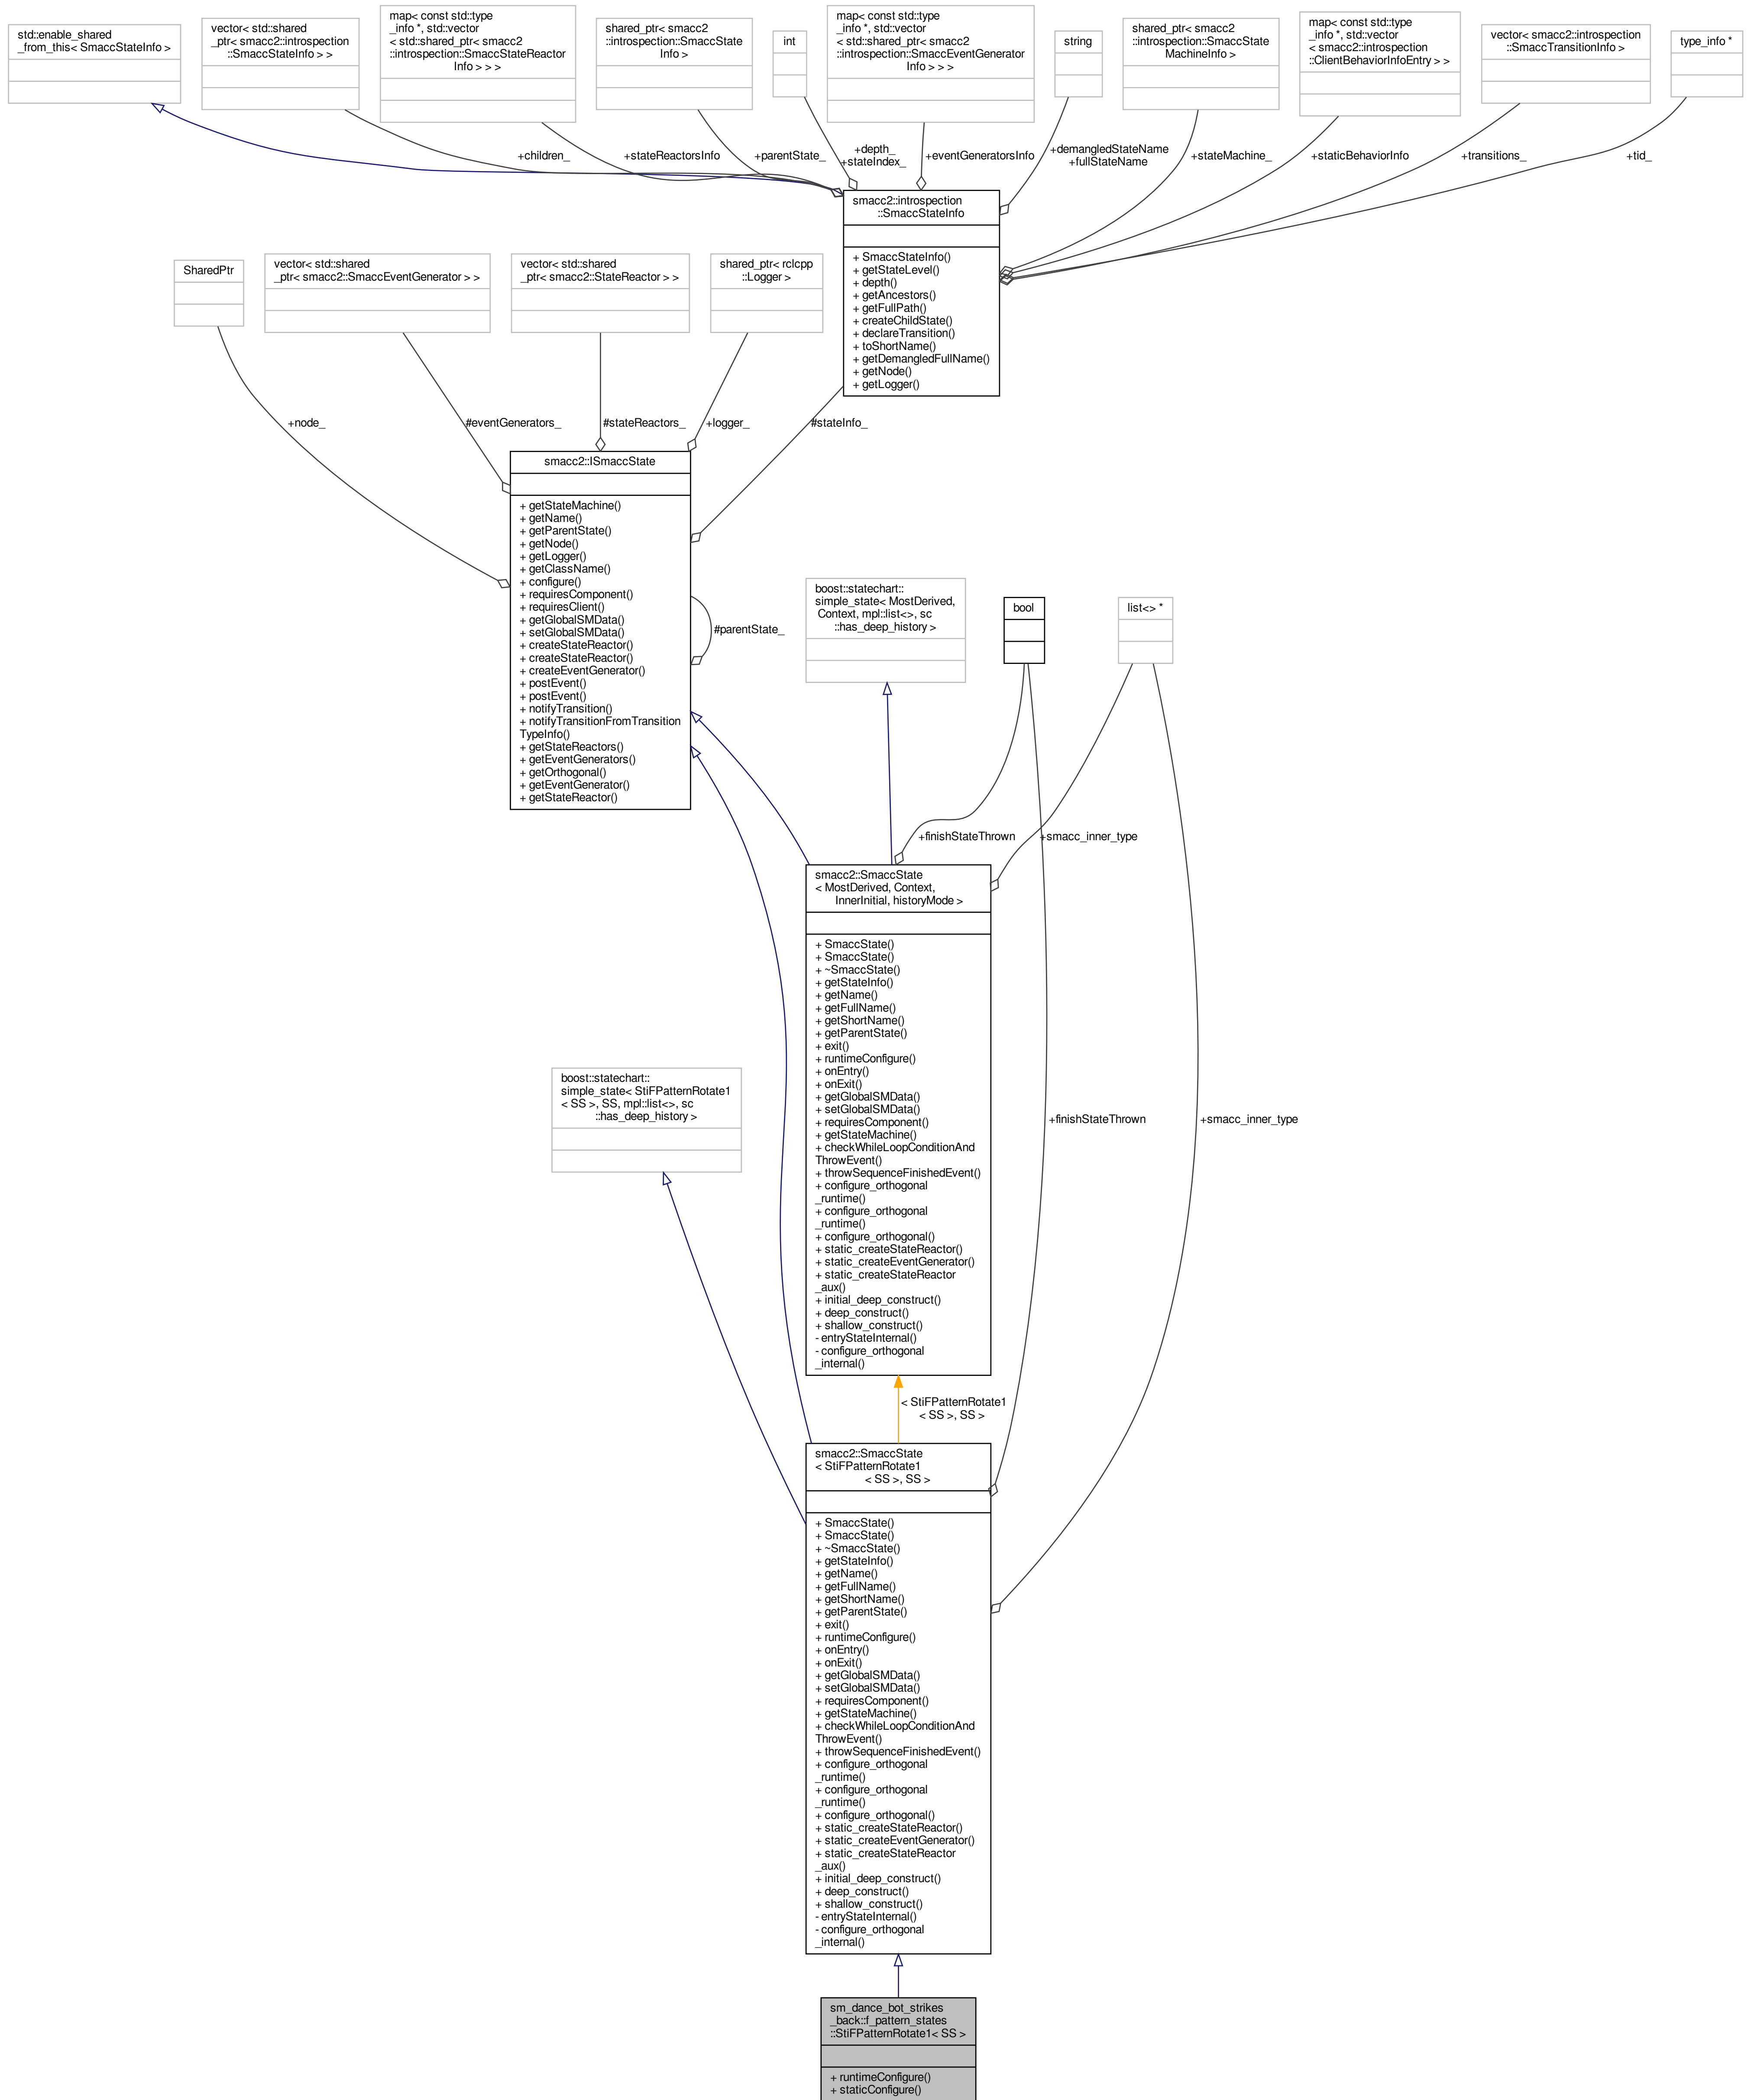 std::enable_shared
_from_this< SmaccStateInfo >
vector< std::shared
_ptr< smacc2::introspection
::SmaccStateInfo > >
map< const std::type
_info *, std::vector
< std::shared_ptr< smacc2
::introspection::SmaccStateReactor
Info > > >
shared_ptr< smacc2
::introspection::SmaccState
Info >
int
map< const std::type
_info *, std::vector
< std::shared_ptr< smacc2
::introspection::SmaccEventGenerator
Info > > >
string
shared_ptr< smacc2
::introspection::SmaccState
MachineInfo >
map< const std::type
_info *, std::vector
< smacc2::introspection
::ClientBehaviorInfoEntry > >
vector< smacc2::introspection
::SmaccTransitionInfo >
type_info *
+children_
+stateReactorsInfo
+parentState_
+depth_
+stateIndex_
+eventGeneratorsInfo
+demangledStateName
+fullStateName
+stateMachine_
+staticBehaviorInfo
+transitions_
+tid_
smacc2::introspection
::SmaccStateInfo
+ SmaccStateInfo()
+ getStateLevel()
+ depth()
+ getAncestors()
+ getFullPath()
+ createChildState()
+ declareTransition()
+ toShortName()
+ getDemangledFullName()
+ getNode()
+ getLogger()
SharedPtr
vector< std::shared
_ptr< smacc2::SmaccEventGenerator > >
vector< std::shared
_ptr< smacc2::StateReactor > >
shared_ptr< rclcpp
::Logger >
+node_
#eventGenerators_
#stateReactors_
+logger_
#stateInfo_
smacc2::ISmaccState
+ getStateMachine()
+ getName()
+ getParentState()
+ getNode()
+ getLogger()
+ getClassName()
+ configure()
+ requiresComponent()
+ requiresClient()
+ getGlobalSMData()
+ setGlobalSMData()
+ createStateReactor()
+ createStateReactor()
+ createEventGenerator()
+ postEvent()
+ postEvent()
+ notifyTransition()
+ notifyTransitionFromTransition
TypeInfo()
+ getStateReactors()
+ getEventGenerators()
+ getOrthogonal()
+ getEventGenerator()
+ getStateReactor()
#parentState_
boost::statechart::
simple_state< MostDerived,
Context, mpl::list<>, sc
::has_deep_history >
bool
list<> *
+finishStateThrown
+smacc_inner_type
smacc2::SmaccState
< MostDerived, Context,
InnerInitial, historyMode >
+ SmaccState()
+ SmaccState()
+ ~SmaccState()
+ getStateInfo()
+ getName()
+ getFullName()
+ getShortName()
+ getParentState()
+ exit()
+ runtimeConfigure()
+ onEntry()
+ onExit()
+ getGlobalSMData()
+ setGlobalSMData()
+ requiresComponent()
+ getStateMachine()
+ checkWhileLoopConditionAnd
ThrowEvent()
+ throwSequenceFinishedEvent()
+ configure_orthogonal
_runtime()
+ configure_orthogonal
_runtime()
+ configure_orthogonal()
+ static_createStateReactor()
+ static_createEventGenerator()
+ static_createStateReactor
_aux()
+ initial_deep_construct()
+ deep_construct()
+ shallow_construct()
- entryStateInternal()
- configure_orthogonal
_internal()
boost::statechart::
simple_state< StiFPatternRotate1
< SS >, SS, mpl::list<>, sc
::has_deep_history >
+finishStateThrown
+smacc_inner_type
< StiFPatternRotate1
< SS >, SS >
smacc2::SmaccState
< StiFPatternRotate1
< SS >, SS >
+ SmaccState()
+ SmaccState()
+ ~SmaccState()
+ getStateInfo()
+ getName()
+ getFullName()
+ getShortName()
+ getParentState()
+ exit()
+ runtimeConfigure()
+ onEntry()
+ onExit()
+ getGlobalSMData()
+ setGlobalSMData()
+ requiresComponent()
+ getStateMachine()
+ checkWhileLoopConditionAnd
ThrowEvent()
+ throwSequenceFinishedEvent()
+ configure_orthogonal
_runtime()
+ configure_orthogonal
_runtime()
+ configure_orthogonal()
+ static_createStateReactor()
+ static_createEventGenerator()
+ static_createStateReactor
_aux()
+ initial_deep_construct()
+ deep_construct()
+ shallow_construct()
- entryStateInternal()
- configure_orthogonal
_internal()
sm_dance_bot_strikes
_back::f_pattern_states
::StiFPatternRotate1< SS >
+ runtimeConfigure()
+ staticConfigure()